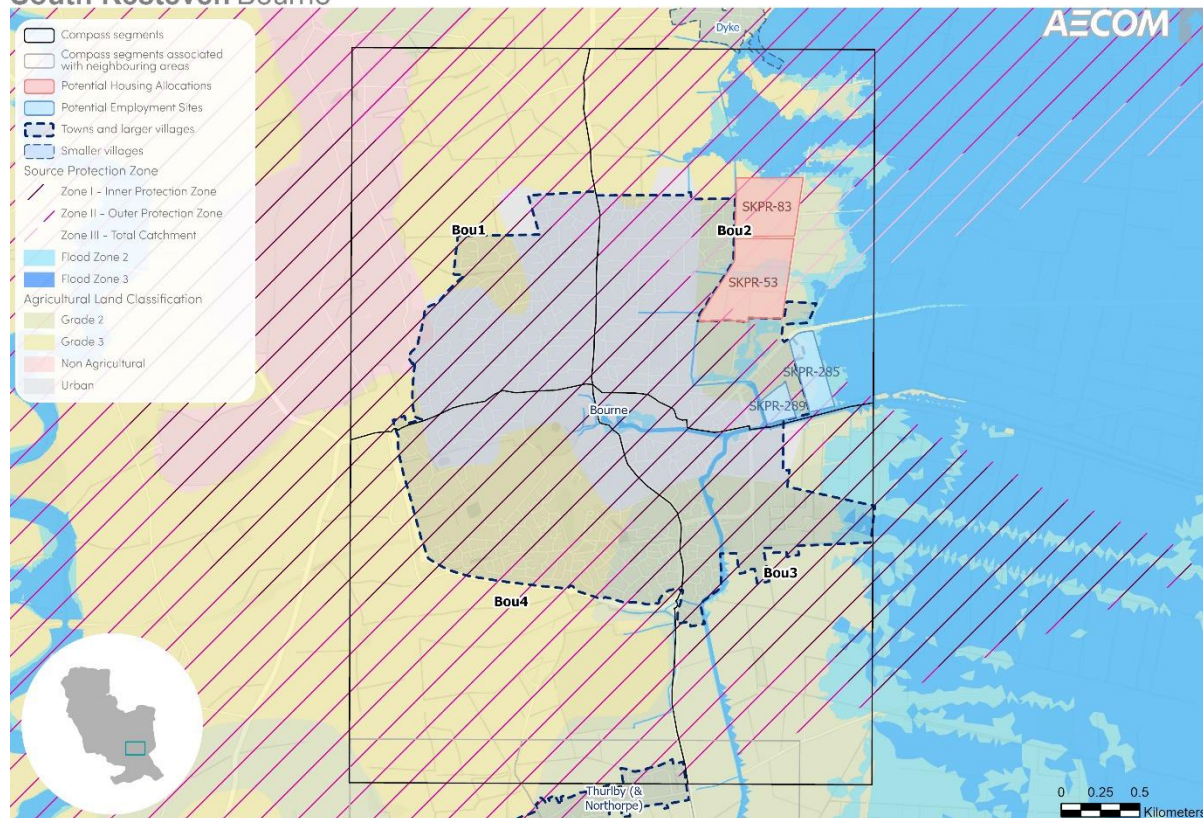 South Kesteven Bourne
AECOM
Compass segments
Compass segments associated
with neighbouring areas
Potential Housing Allocations
Potential Employment Sites
Towns and larger villages
Smaller villages
Source Protection Zone
Zone I - Inner Protection Zone
Zone II - Outer Protection Zone
Zone III - Total Catchment
Flood Zone 2
Flood Zone 3
Agricultural Land Classification
Grade 2
Grade 3
Non Agricultural
Urban
Dyke
SKPR-83
Bou1
Bou2
SKPR-53
SKPR-285
SKPR-289
Bourne
Bou3
Bou4
Thurlby (&
Northorpe)
0 0.25 0.5
Kilometers